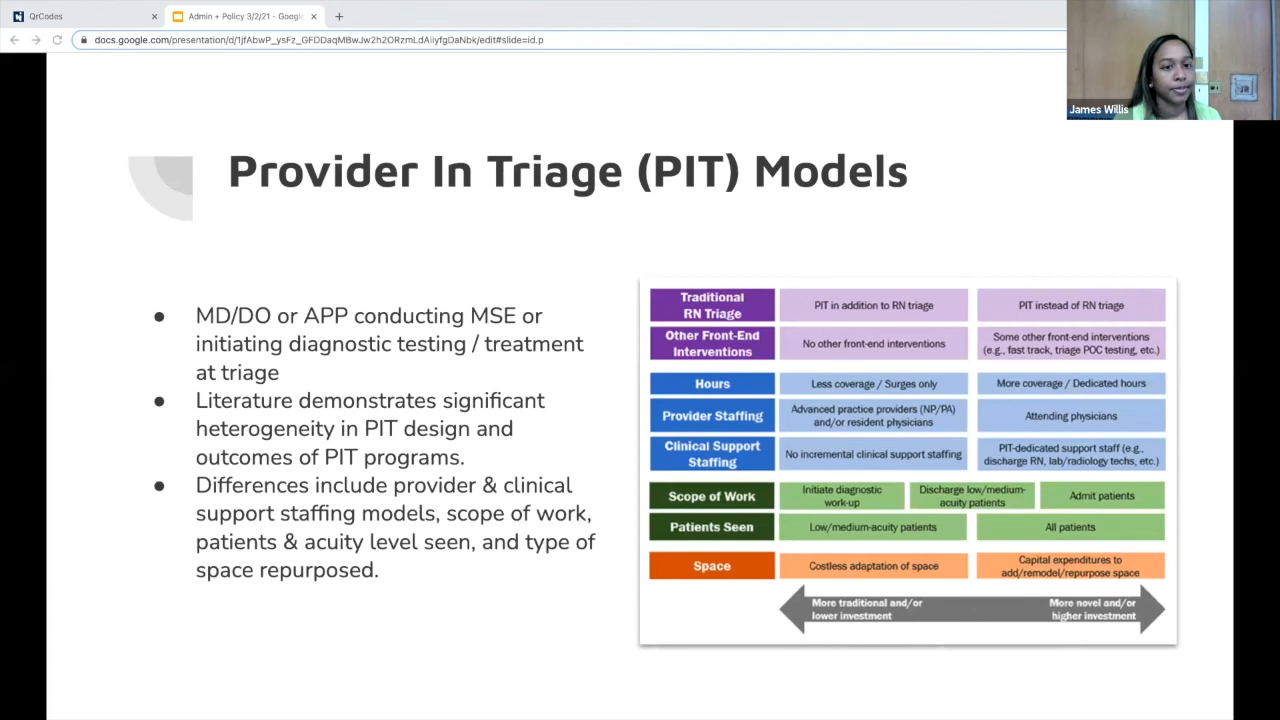 QrCodes
Admin + Policy 3/2/21 - Google
docs.google.com/presentation/d/1jfAbwP_ysFz_GFDDaqMBwJw2h2ORzmLdAiIyfgDaNbk/edit#slide=id.p
James Willis
Provider In Triage (PIT) Models
● MD/DO or APP conducting MSE or
initiating diagnostic testing / treatment
at triage
● Literature demonstrates significant
heterogeneity in PIT design and
outcomes of PIT programs.
● Differences include provider & clinical
support staffing models, scope of work,
patients & acuity level seen, and type of
space repurposed.
Traditional
RN Triage
PIT in addition to RN triage
PIT instead of RN triage
Other Front-End
Interventions
No other front-end interventions
Some other front-end interventions
(e.g., fast track, triage POC testing, etc.)
Hours
Less coverage / Surges only
More coverage / Dedicated hours
Provider Staffing
Advanced practice providers (NP/PA)
and/or resident physicians
Attending physicians
Clinical Support
Staffing
No incremental clinical support staffing
PIT-dedicated support staff (e.g.,
discharge RN, lab/radiology techs, etc.)
Scope of Work
Initiate diagnostic
work-up
Discharge low/medium-
acuity patients
Admit patients
Patients Seen
Low/medium-acuity patients
All patients
Space
Costless adaptation of space
Capital expenditures to
add/remodel/repurpose space
More traditional and/or
lower investment
More novel and/or
higher investment